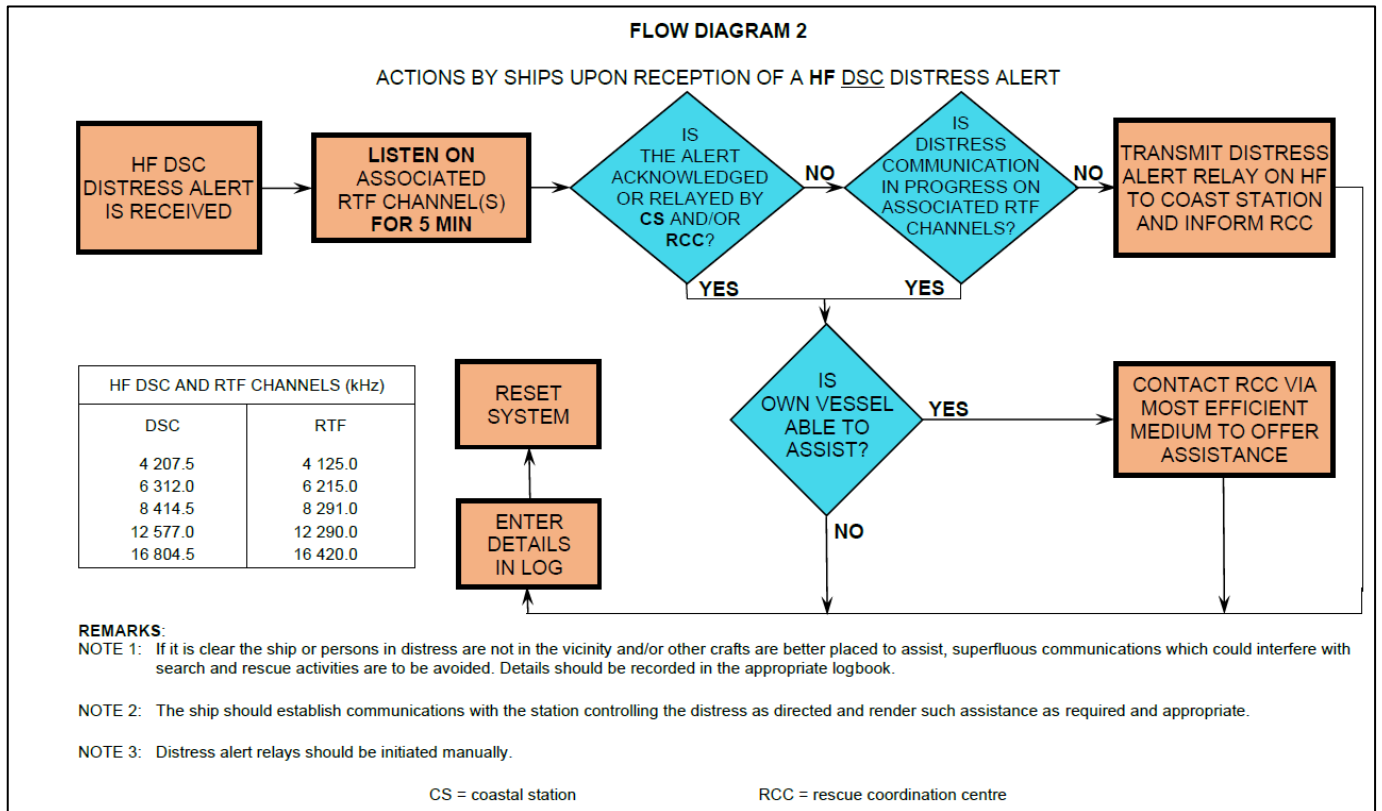 FLOW DIAGRAM 2
ACTIONS BY SHIPS UPON RECEPTION OF A HF DSC DISTRESS ALERT
HF DSC
DISTRESS ALERT
IS RECEIVED
LISTEN ON
ASSOCIATED
RTF CHANNEL(S)
FOR 5 MIN
IS
THE ALERT
ACKNOWLEDGED
OR RELAYED BY
CS AND/OR
RCC?
NO
YES
IS
DISTRESS
COMMUNICATION
IN PROGRESS ON
ASSOCIATED RTF
CHANNELS?
NO
YES
TRANSMIT DISTRESS
ALERT RELAY ON HF
TO COAST STATION
AND INFORM RCC
HF DSC AND RTF CHANNELS (kHz)
DSC RTF
4 207.5 4 125.0
6 312.0 6 215.0
8 414.5 8 291.0
12 577.0 12 290.0
16 804.5 16 420.0
RESET
SYSTEM
ENTER
DETAILS
IN LOG
IS
OWN VESSEL
ABLE TO
ASSIST?
YES
NO
CONTACT RCC VIA
MOST EFFICIENT
MEDIUM TO OFFER
ASSISTANCE
REMARKS:
NOTE 1: If it is clear the ship or persons in distress are not in the vicinity and/or other crafts are better placed to assist, superfluous communications which could interfere with
search and rescue activities are to be avoided. Details should be recorded in the appropriate logbook.
NOTE 2: The ship should establish communications with the station controlling the distress as directed and render such assistance as required and appropriate.
NOTE 3: Distress alert relays should be initiated manually.
CS = coastal station RCC = rescue coordination centre